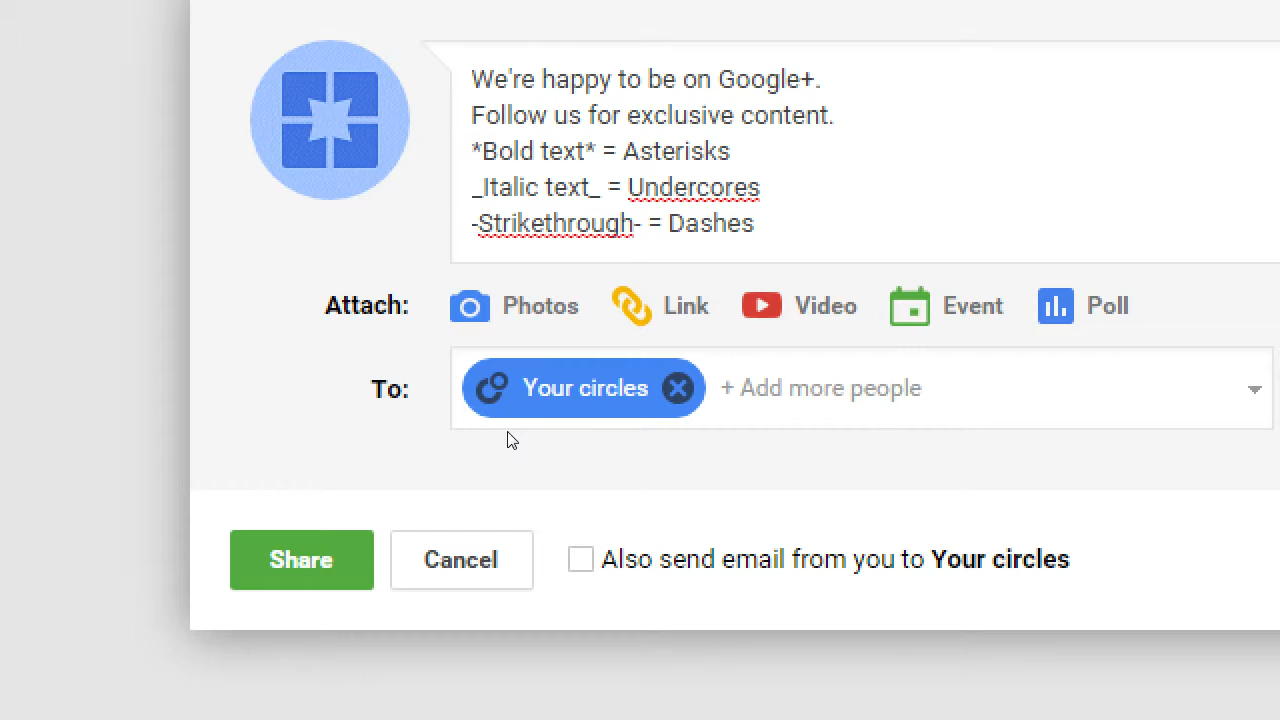 We're happy to be on Google+.
Follow us for exclusive content.
*Bold text* = Asterisks
_Italic text_ = Undercores
-Strikethrough- = Dashes
Attach: Photos Link Video Event Poll
To: Your circles + Add more people
Share Cancel Also send email from you to Your circles